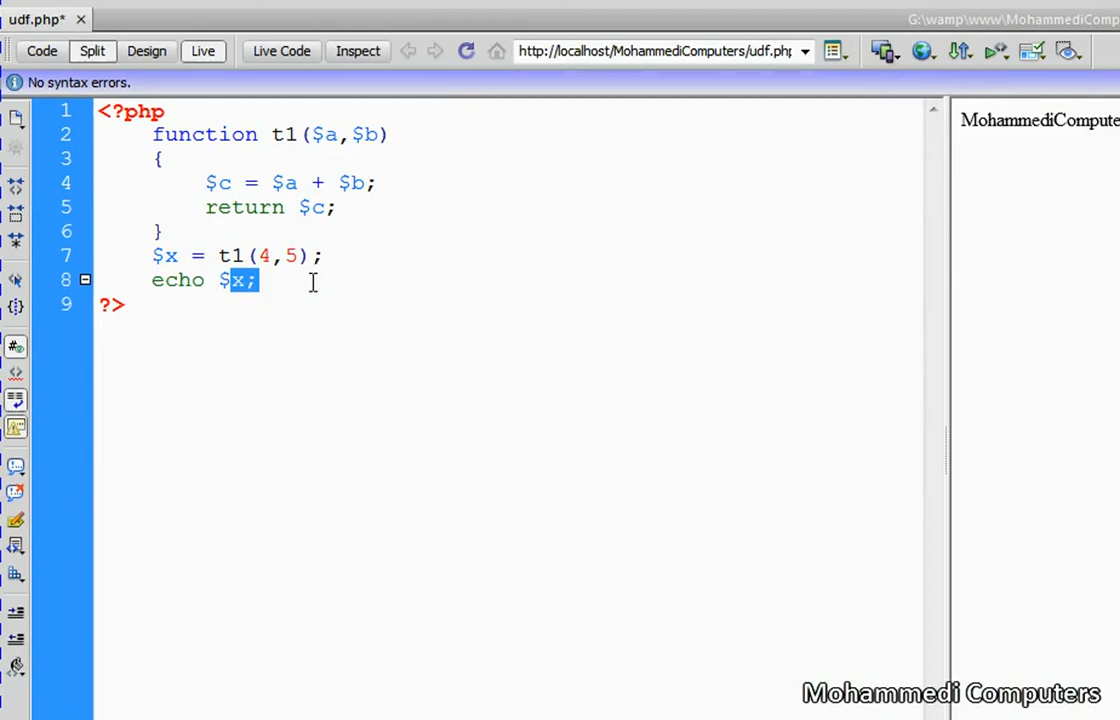 udf.php*
G:\wamp\www\MohammediComputers
Code Split Design Live Live Code Inspect http://localhost/MohammediComputers/udf.php
No syntax errors.
1 <?php
2 function t1($a,$b)
3 {
4 $c = $a + $b;
5 return $c;
6 }
7 $x = t1(4,5);
8 echo $x;
9 ?>
MohammediCompute
Mohammedi Computers